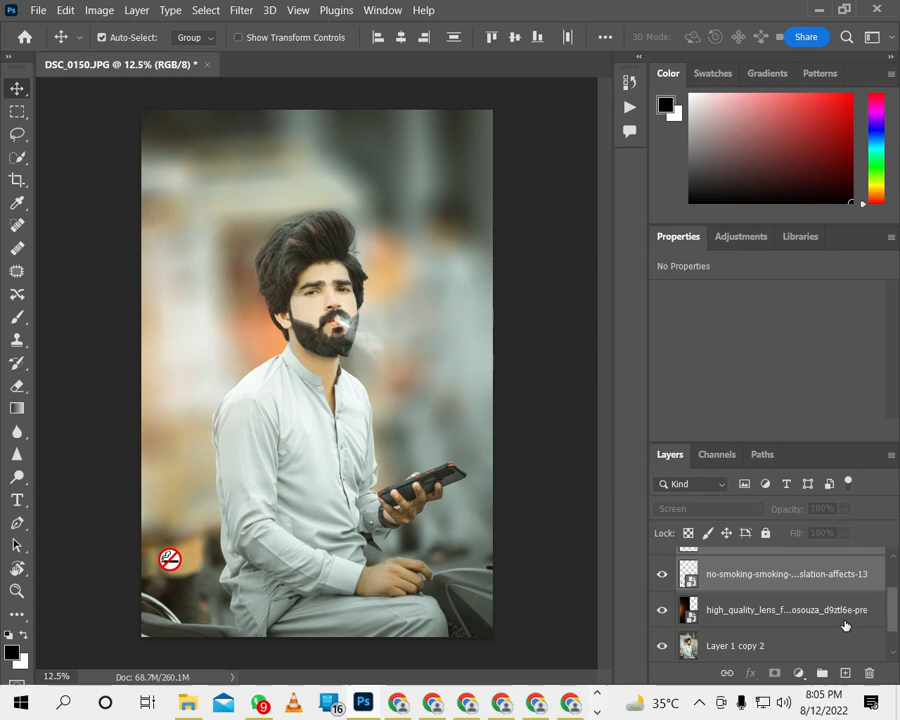 File Edit Image Layer Type Select Filter 3D View Plugins Window Help
Auto-Select: Group Show Transform Controls 3D Mode: Share
DSC_0150.JPG @ 12.5% (RGB/8) *
Color Swatches Gradients Patterns
Properties Adjustments Libraries
No Properties
Layers Channels Paths
Kind
Screen Opacity: 100%
Lock: Fill: 100%
no-smoking-smoking-...slation-affects-13
high_quality_lens_f...osouza_d9ztl6e-pre
Layer 1 copy 2
12.5% Doc: 68.7M/260.1M
Ps 9 16 35°C 8:05 PM
8/12/2022